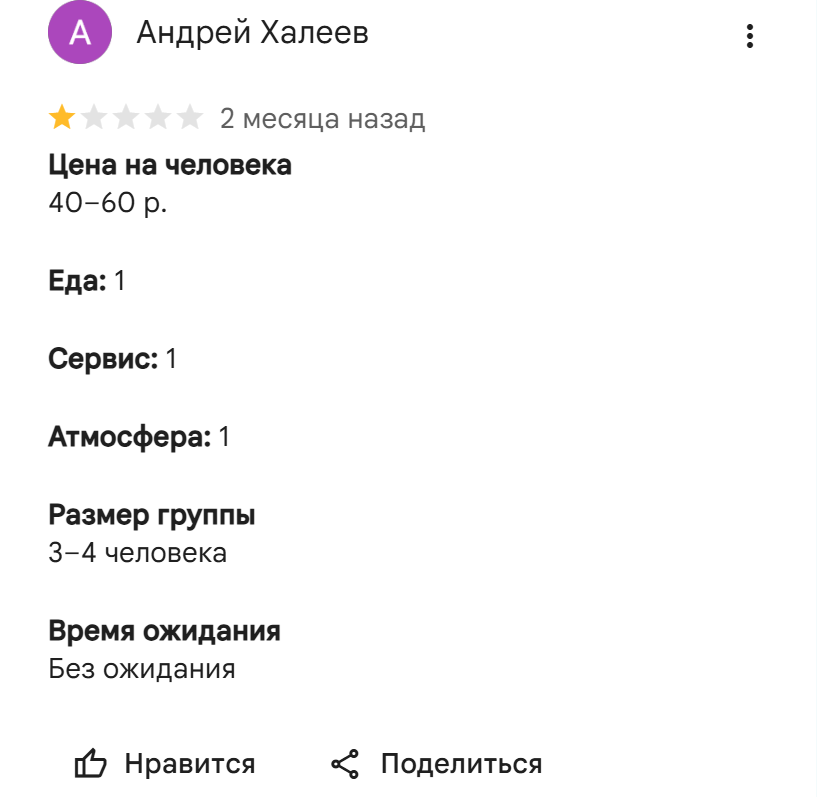 А
Андрей Халеев
2 месяца назад
Цена на человека
40–60 р.
Еда: 1
Сервис: 1
Атмосфера: 1
Размер группы
3–4 человека
Время ожидания
Без ожидания
Нравится
Поделиться